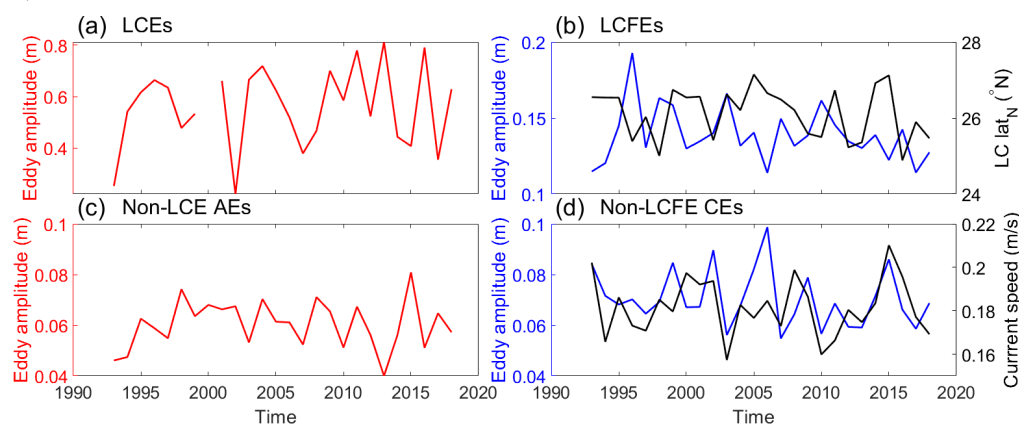 (a) LCEs
Eddy amplitude (m)
0.8
0.6
0.4
(b) LCFEs
Eddy amplitude (m)
0.2
0.15
0.1
28
26
24
LC lat_N (°N)
(c) Non-LCE AEs
Eddy amplitude (m)
0.1
0.08
0.06
0.04
1990 1995 2000 2005 2010 2015 2020
Time
(d) Non-LCFE CEs
Eddy amplitude (m)
0.1
0.08
0.06
0.04
0.22
0.2
0.18
0.16
Currrent speed (m/s)
1990 1995 2000 2005 2010 2015 2020
Time